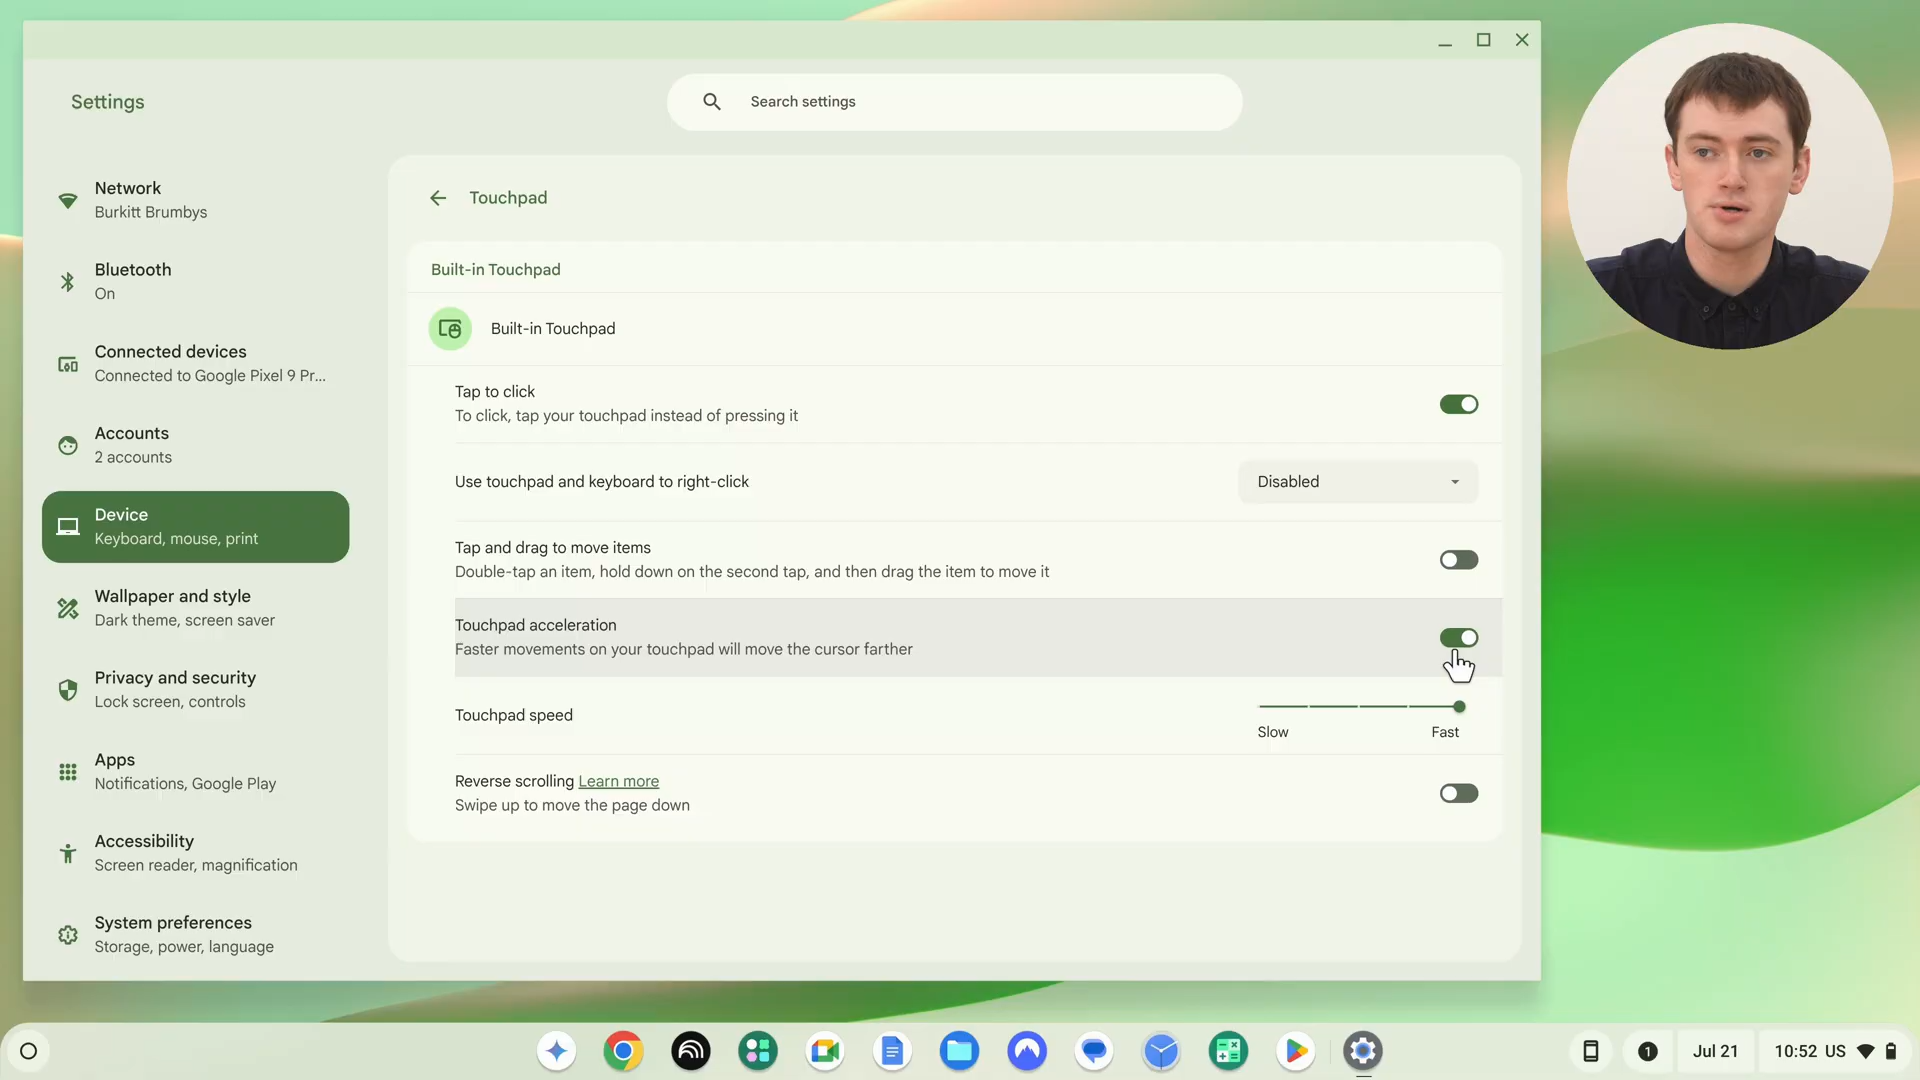 Settings
Search settings
Network
Burkitt Brumbys
Bluetooth
On
Connected devices
Connected to Google Pixel 9 Pr...
Accounts
2 accounts
Device
Keyboard, mouse, print
Wallpaper and style
Dark theme, screen saver
Privacy and security
Lock screen, controls
Apps
Notifications, Google Play
Accessibility
Screen reader, magnification
System preferences
Storage, power, language
Touchpad
Built-in Touchpad
Built-in Touchpad
Tap to click
To click, tap your touchpad instead of pressing it
Use touchpad and keyboard to right-click
Disabled
Tap and drag to move items
Double-tap an item, hold down on the second tap, and then drag the item to move it
Touchpad acceleration
Faster movements on your touchpad will move the cursor farther
Touchpad speed
Slow
Fast
Reverse scrolling Learn more
Swipe up to move the page down
1
Jul 21
10:52 US